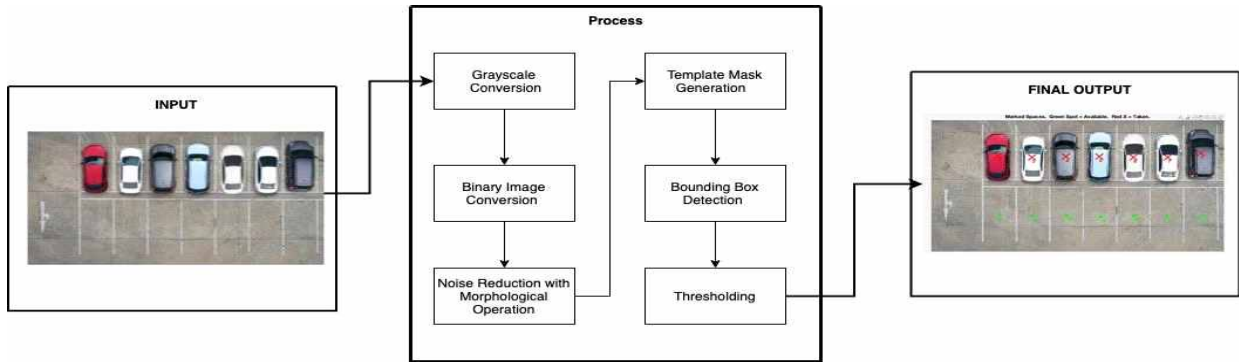 Process
Grayscale
Conversion
Template Mask
Generation
INPUT
FINAL OUTPUT
Marked Spaces. Green Spot = Available. Red X = Taken.
Binary Image
Conversion
Bounding Box
Detection
Noise Reduction with
Morphological
Operation
Thresholding